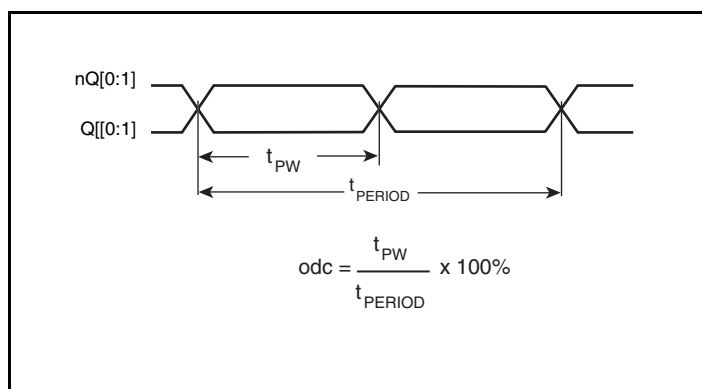 nQ[0:1]
Q[[0:1]
tPW
tPERIOD
odc = tPW / tPERIOD x 100%